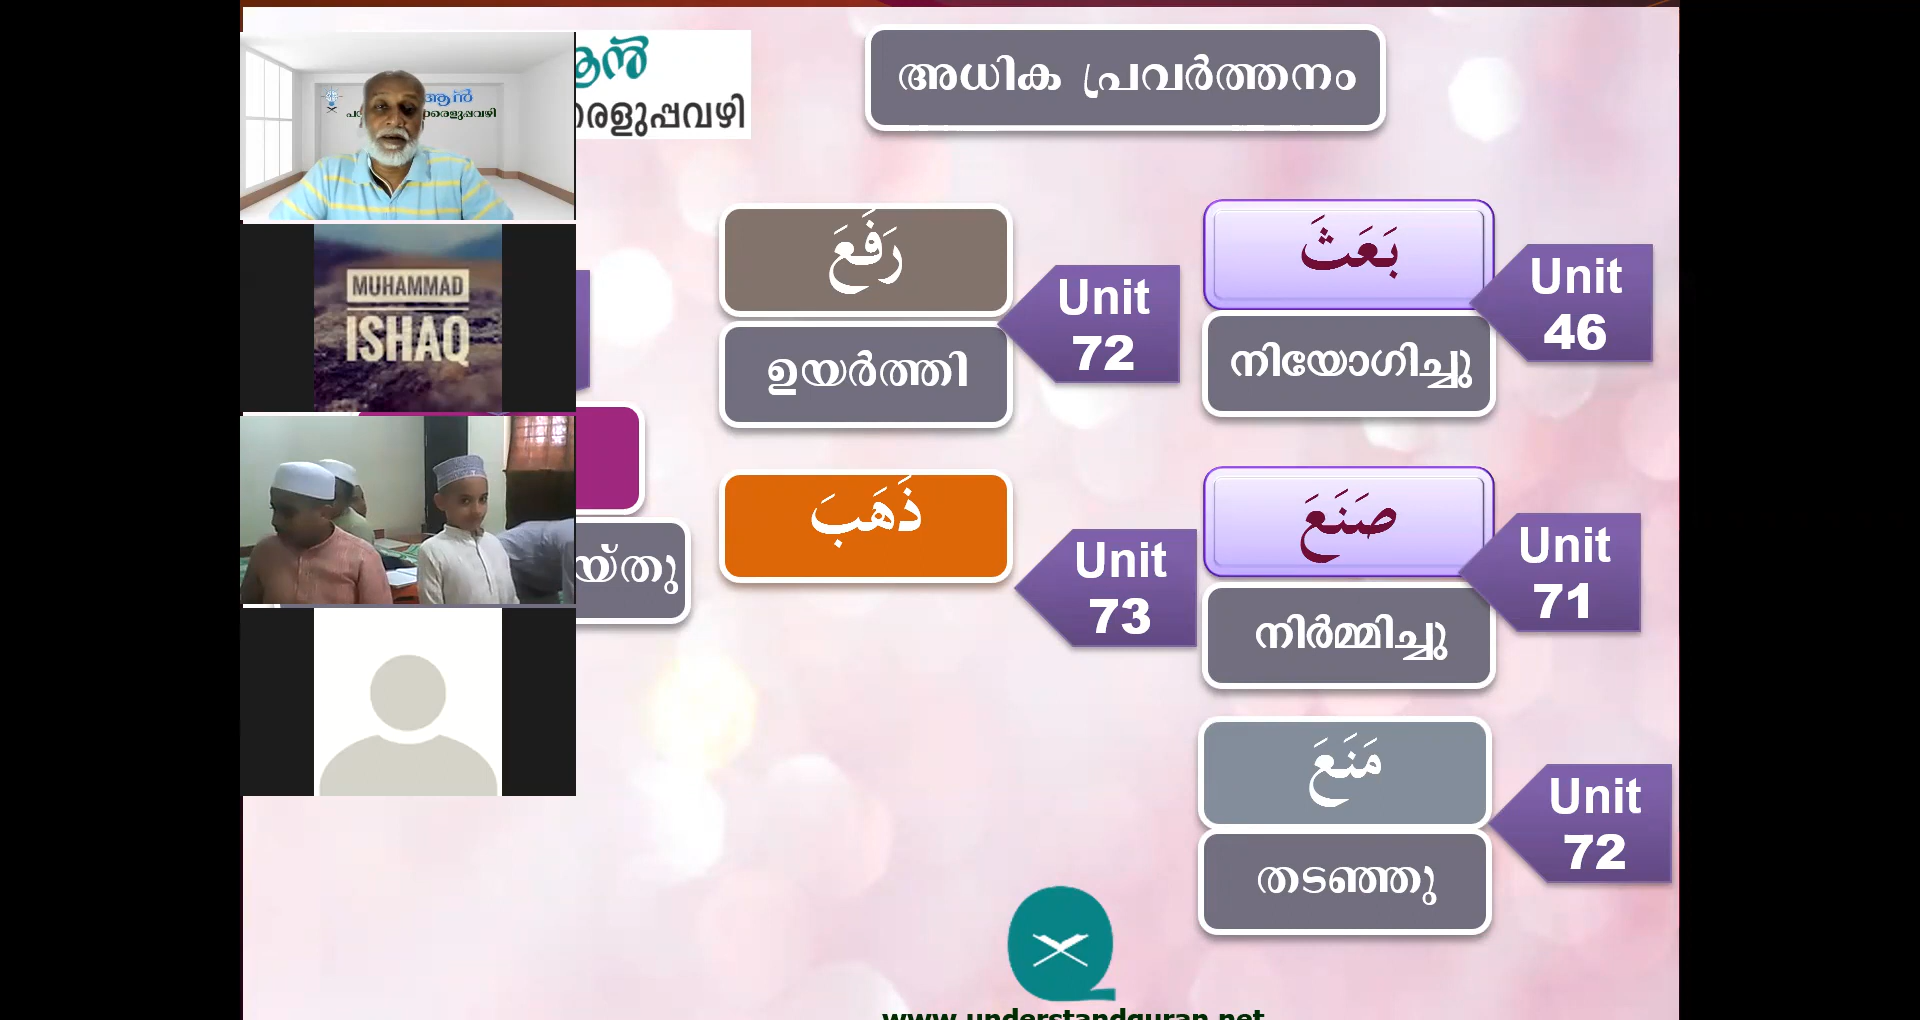 അധിക പ്രവർത്തനം
ആൻ
എളുപ്പവഴി
MUHAMMAD
ISHAQ
رَفَعَ
ഉയർത്തി
Unit
72
بَعَثَ
നിയോഗിച്ചു
Unit
46
ذَهَبَ
Unit
73
صَنَعَ
നിർമ്മിച്ചു
Unit
71
യ്തു
مَنَعَ
തടഞ്ഞു
Unit
72
www.understandquran.net